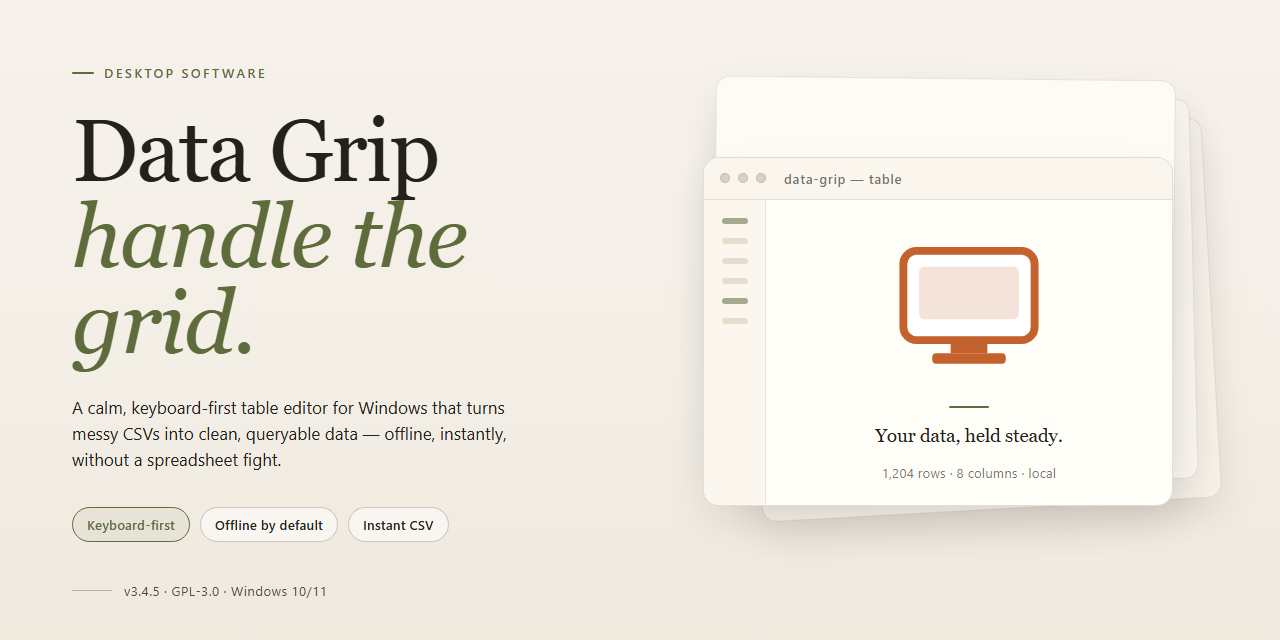 DESKTOP SOFTWARE
Data Grip
handle the
grid.
A calm, keyboard-first table editor for Windows that turns
messy CSVs into clean, queryable data — offline, instantly,
without a spreadsheet fight.
Keyboard-first
Offline by default
Instant CSV
v3.4.5 · GPL-3.0 · Windows 10/11
data-grip — table
Your data, held steady.
1,204 rows · 8 columns · local